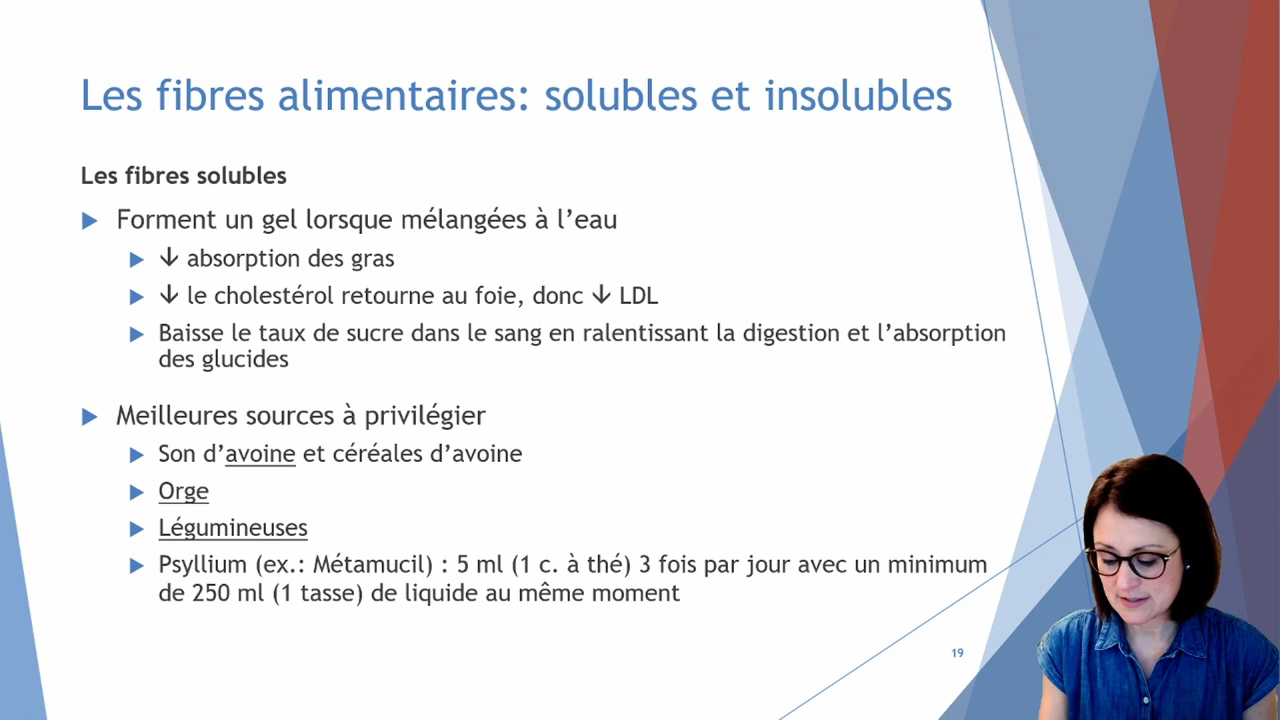 Les fibres alimentaires: solubles et insolubles
Les fibres solubles
Forment un gel lorsque mélangées à l’eau
↓ absorption des gras
↓ le cholestérol retourne au foie, donc ↓ LDL
Baisse le taux de sucre dans le sang en ralentissant la digestion et l’absorption
des glucides
Meilleures sources à privilégier
Son d’avoine et céréales d’avoine
Orge
Légumineuses
Psyllium (ex.: Métamucil) : 5 ml (1 c. à thé) 3 fois par jour avec un minimum
de 250 ml (1 tasse) de liquide au même moment
19